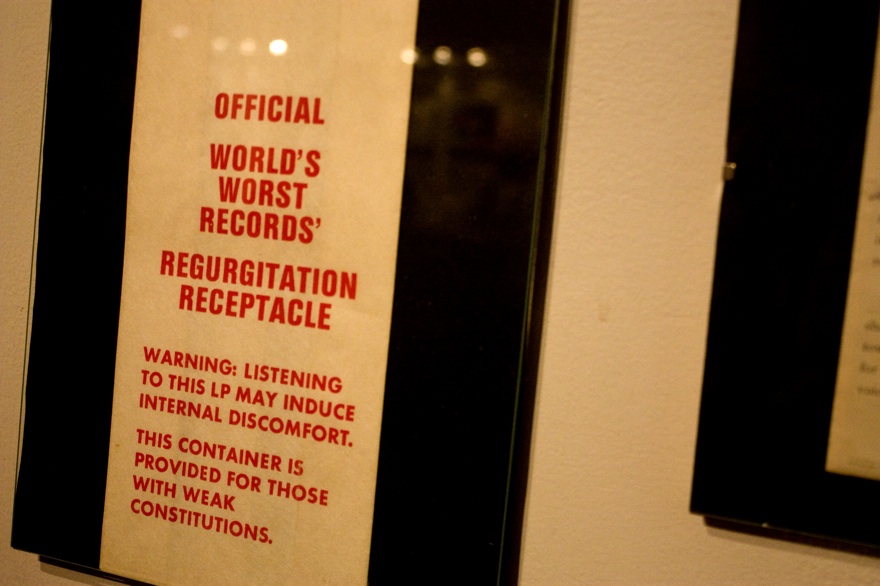 OFFICIAL
WORLD'S
WORST
RECORDS'
REGURGITATION
RECEPTACLE
WARNING: LISTENING
TO THIS LP MAY INDUCE
INTERNAL DISCOMFORT.
THIS CONTAINER IS
PROVIDED FOR THOSE
WITH WEAK
CONSTITUTIONS.